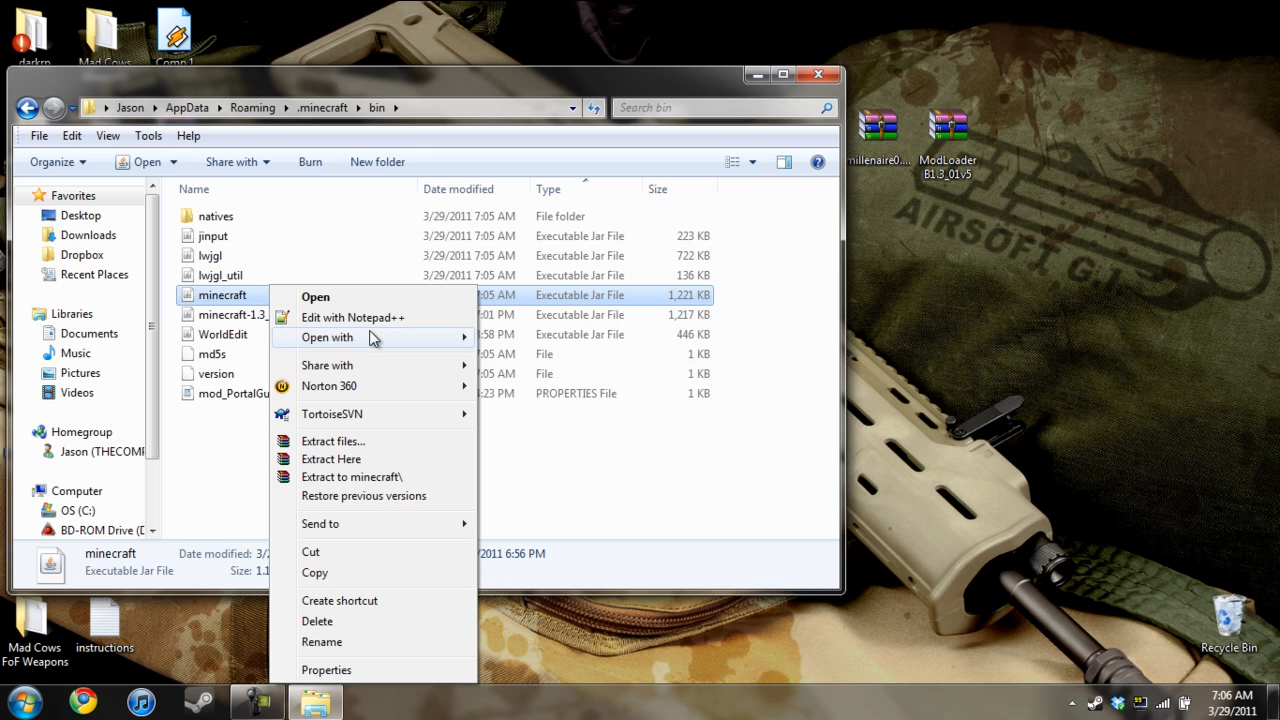 darkrp
Mad Cows
Comp 1
Jason
AppData
Roaming
.minecraft
bin
Search bin
File
Edit
View
Tools
Help
Organize
Open
Share with
Burn
New folder
Name
Date modified
Type
Size
Favorites
Desktop
Downloads
Dropbox
Recent Places
Libraries
Documents
Music
Pictures
Videos
Homegroup
Jason (THECOMP
Computer
OS (C:)
BD-ROM Drive (D
natives 3/29/2011 7:05 AM File folder
jinput 3/29/2011 7:05 AM Executable Jar File 223 KB
lwjgl 3/29/2011 7:05 AM Executable Jar File 722 KB
lwjgl_util 3/29/2011 7:05 AM Executable Jar File 136 KB
minecraft :05 AM Executable Jar File 1,221 KB
minecraft-1.3_ :01 PM Executable Jar File 1,217 KB
WorldEdit :58 PM Executable Jar File 446 KB
md5s :05 AM File 1 KB
version :05 AM File 1 KB
mod_PortalGu :23 PM PROPERTIES File 1 KB
Open
Edit with Notepad++
Open with
Share with
Norton 360
TortoiseSVN
Extract files...
Extract Here
Extract to minecraft\
Restore previous versions
Send to
Cut
Copy
Create shortcut
Delete
Rename
Properties
minecraft Date modified: 3/2 /2011 6:56 PM
Executable Jar File Size: 1.1
millenaire0....
ModLoader
B1.3_01v5
AIRSOFT
Mad Cows
FoF Weapons
instructions
Recycle Bin
7:06 AM
3/29/2011